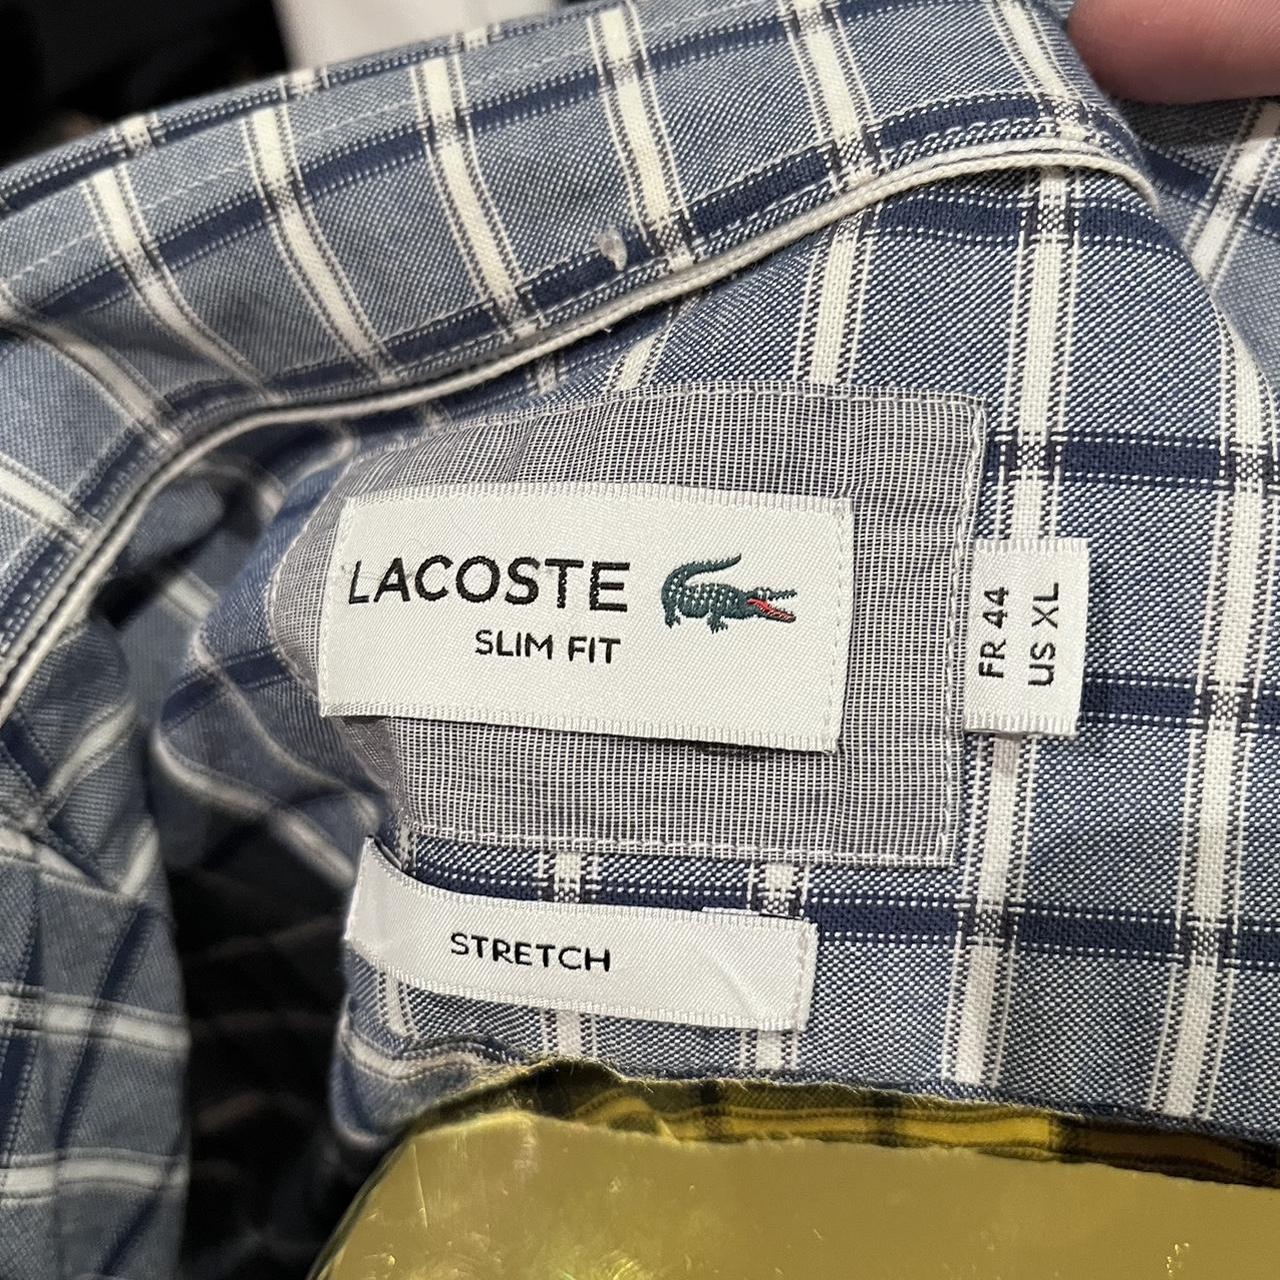 LACOSTE
SLIM FIT
FR 44
US XL
STRETCH